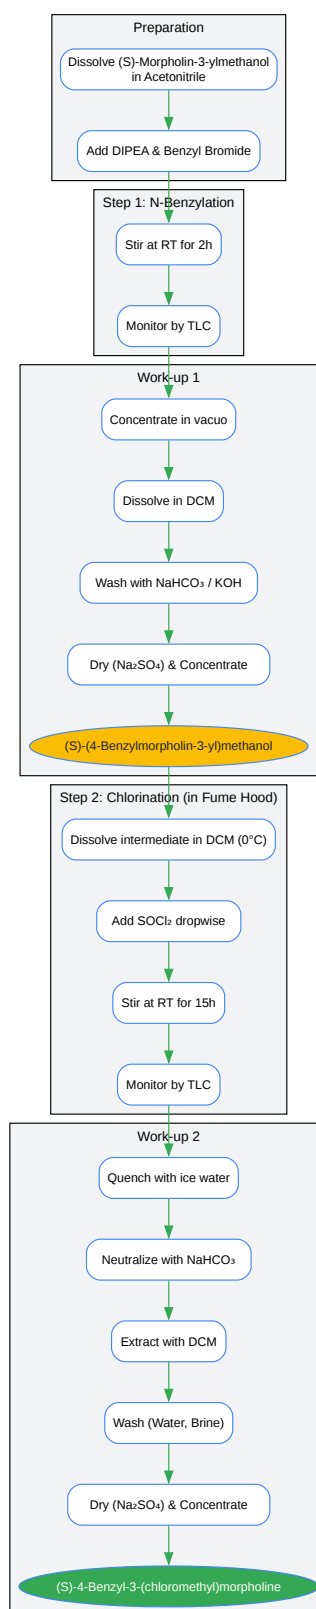 Preparation
Dissolve (S)-Morpholin-3-ylmethanol
in Acetonitrile
Add DIPEA & Benzyl Bromide
Step 1: N-Benzylation
Stir at RT for 2h
Monitor by TLC
Work-up 1
Concentrate in vacuo
Dissolve in DCM
Wash with NaHCO₃ / KOH
Dry (Na₂SO₄) & Concentrate
(S)-(4-Benzylmorpholin-3-yl)methanol
Step 2: Chlorination (in Fume Hood)
Dissolve intermediate in DCM (0°C)
Add SOCl₂ dropwise
Stir at RT for 15h
Monitor by TLC
Work-up 2
Quench with ice water
Neutralize with NaHCO₃
Extract with DCM
Wash (Water, Brine)
Dry (Na₂SO₄) & Concentrate
(S)-4-Benzyl-3-(chloromethyl)morpholine